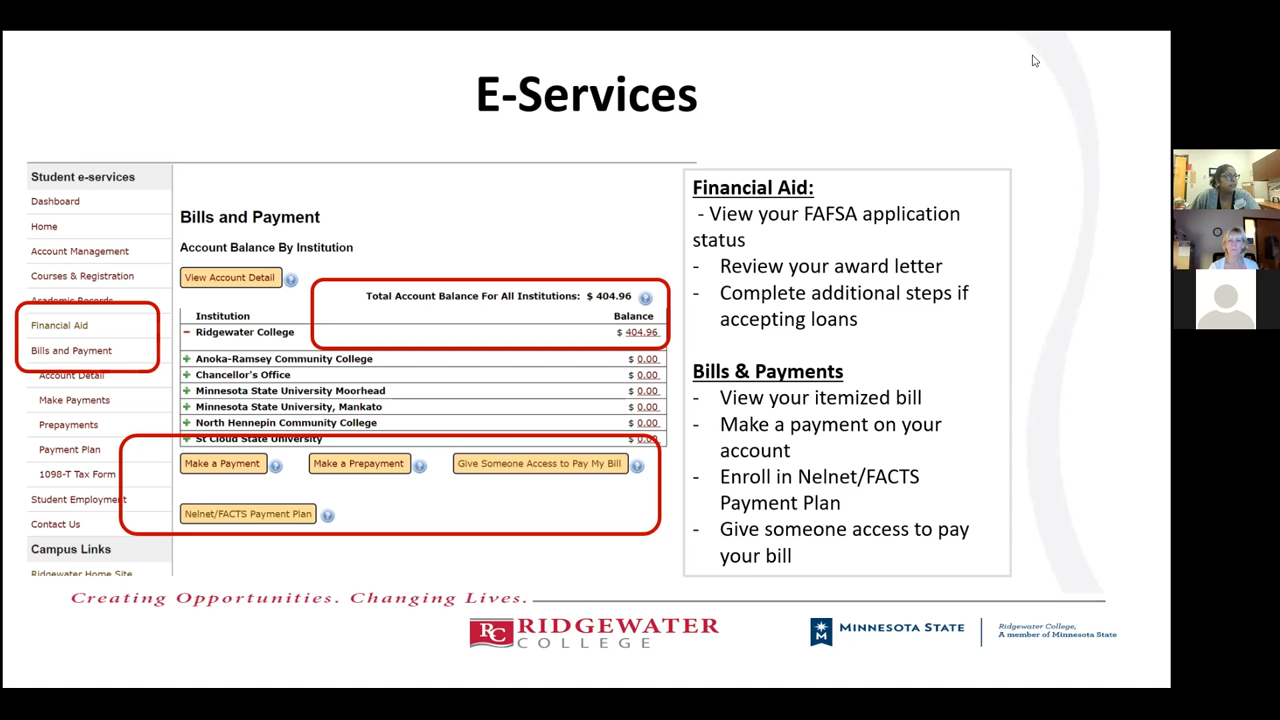 E-Services
Student e-services
Dashboard
Home
Account Management
Courses & Registration
Academic Records
Financial Aid
Bills and Payment
Account Detail
Make Payments
Prepayments
Payment Plan
1098-T Tax Form
Student Employment
Contact Us
Campus Links
Ridgewater Home Site
Bills and Payment
Account Balance By Institution
View Account Detail
Total Account Balance For All Institutions: $ 404.96
Institution Balance
Ridgewater College $ 404.96
Anoka-Ramsey Community College $ 0.00
Chancellor's Office $ 0.00
Minnesota State University Moorhead $ 0.00
Minnesota State University, Mankato $ 0.00
North Hennepin Community College $ 0.00
St Cloud State University $ 0.00
Make a Payment Make a Prepayment Give Someone Access to Pay My Bill
Nelnet/FACTS Payment Plan
Financial Aid:
- View your FAFSA application
status
- Review your award letter
- Complete additional steps if
accepting loans
Bills & Payments
- View your itemized bill
- Make a payment on your
account
- Enroll in Nelnet/FACTS
Payment Plan
- Give someone access to pay
your bill
Creating Opportunities. Changing Lives.
RC RIDGEWATER
COLLEGE
M MINNESOTA STATE
Ridgewater College,
A member of Minnesota State